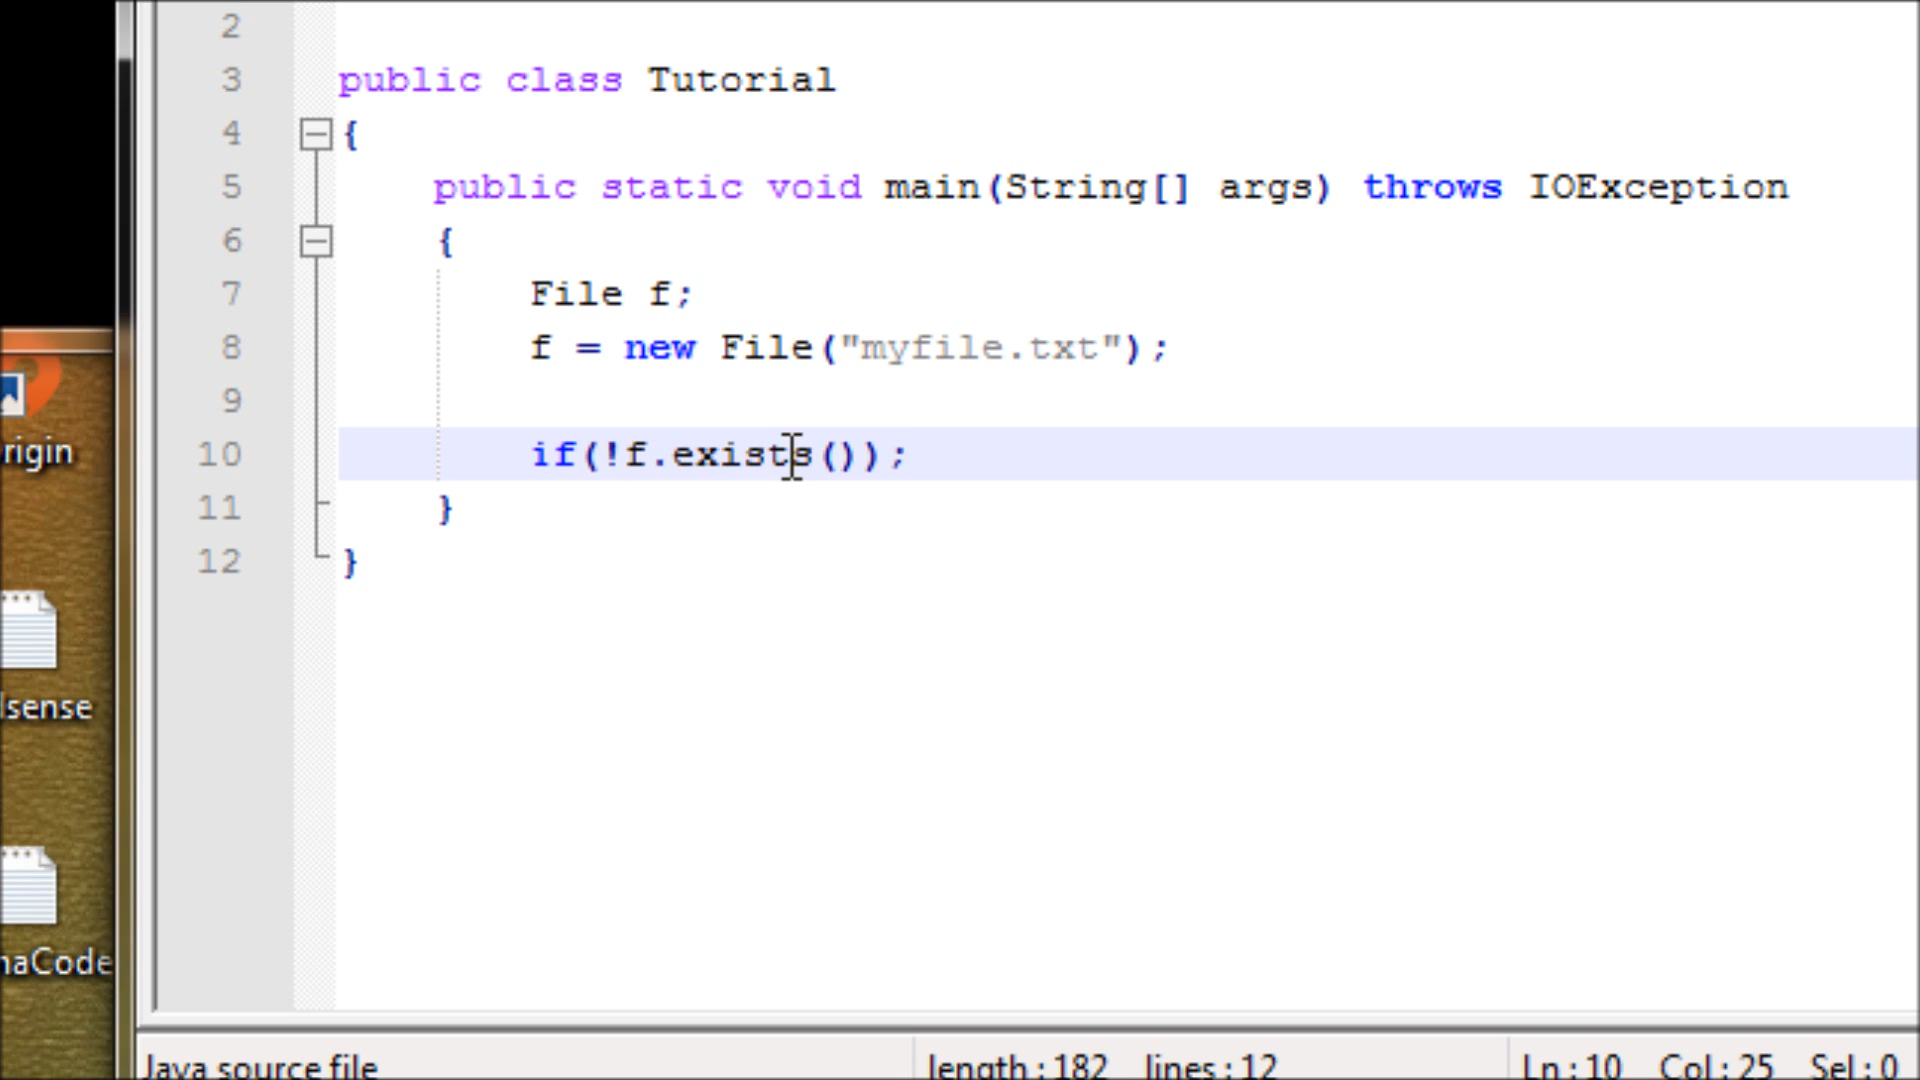 2
3 public class Tutorial
4 {
5 public static void main(String[] args) throws IOException
6 {
7 File f;
8 f = new File("myfile.txt");
9
10 if(!f.exists());
11 }
12 }
rigin
lsense
naCode
Java source file length : 182 lines : 12 Ln : 10 Col : 25 Sel : 0